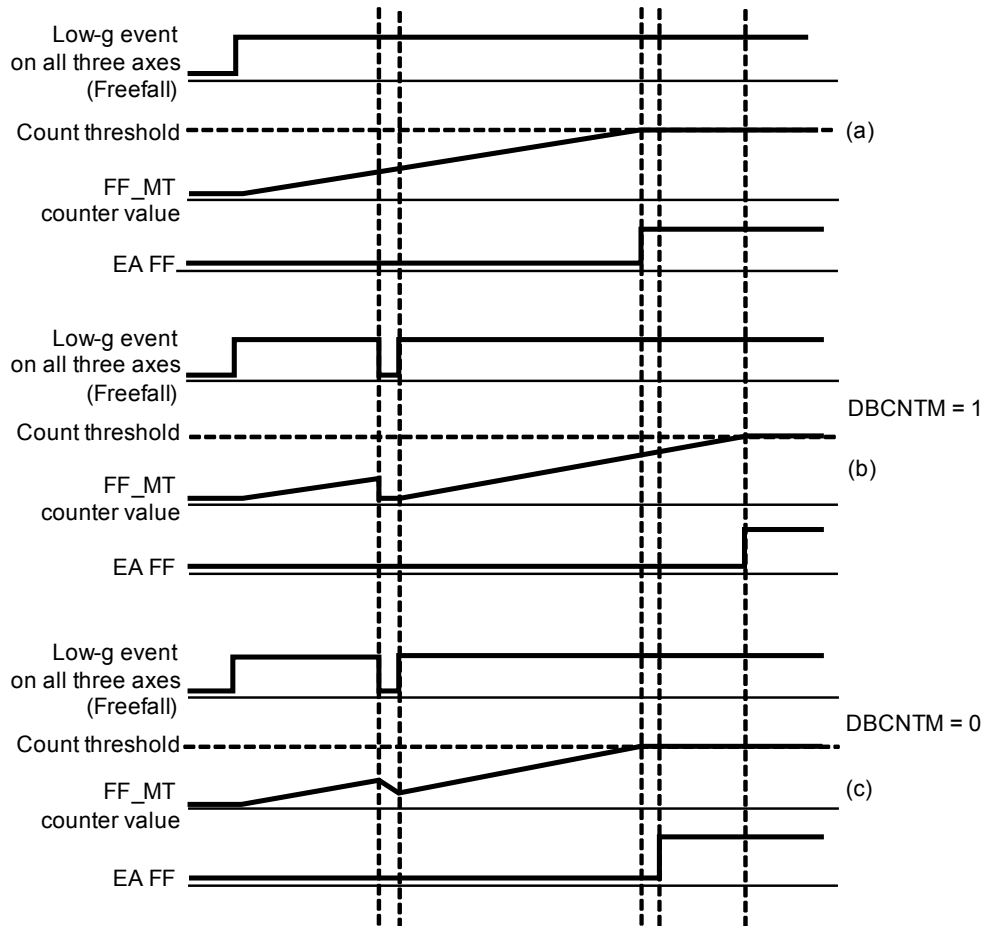 Low-g event
on all three axes
(Freefall)
Count threshold
(a)
FF_MT
counter value
EA FF
Low-g event
on all three axes
(Freefall)
DBCNTM = 1
Count threshold
(b)
FF_MT
counter value
EA FF
Low-g event
on all three axes
(Freefall)
DBCNTM = 0
Count threshold
(c)
FF_MT
counter value
EA FF